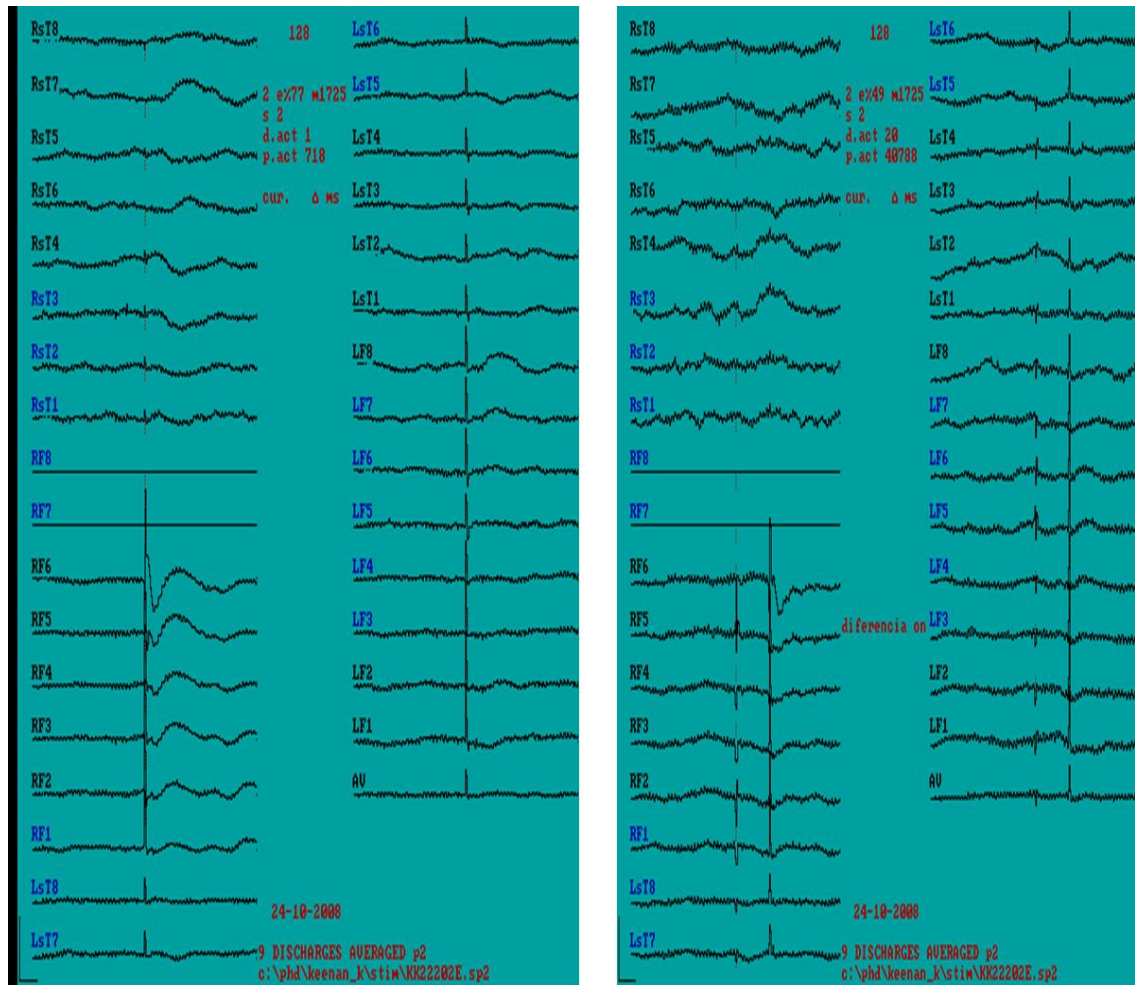 RsT8
RsT7
RsT5
RsT6
RsT4
RsT3
RsT2
RsT1
RF8
RF7
RF6
RF5
RF4
RF3
RF2
RF1
LsT8
LsT7
128
2 e%77 m1725
s 2
d.act 1
p.act 718
cur. Δ ms
24-10-2008
9 DISCHARGES AVERAGED p2
c:\phd\keenan_k\stim\KK22202E.sp2
LsT6
LsT5
LsT4
LsT3
LsT2
LsT1
LF8
LF7
LF6
LF5
LF4
LF3
LF2
LF1
AV
RsT8
RsT7
RsT5
RsT6
RsT4
RsT3
RsT2
RsT1
RF8
RF7
RF6
RF5
RF4
RF3
RF2
RF1
LsT8
LsT7
128
2 e%49 m1725
s 2
d.act 20
p.act 40788
cur. Δ ms
diferencia on
24-10-2008
9 DISCHARGES AVERAGED p2
c:\phd\keenan_k\stim\KK22202E.sp2
LsT6
LsT5
LsT4
LsT3
LsT2
LsT1
LF8
LF7
LF6
LF5
LF4
LF3
LF2
LF1
AV